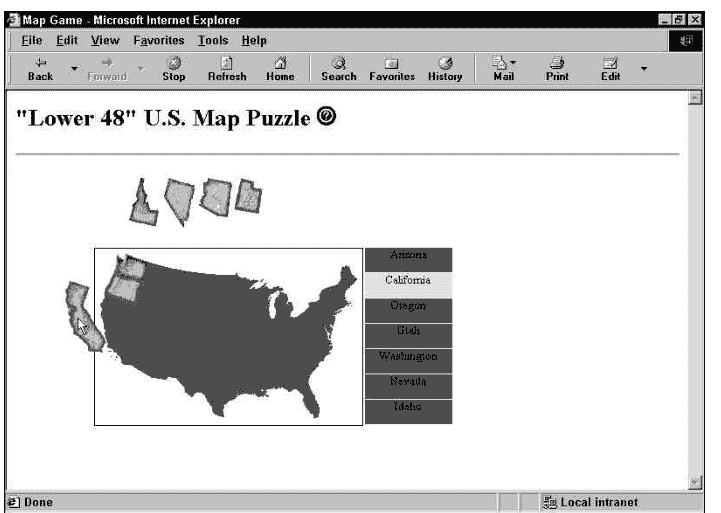 Map Game - Microsoft Internet Explorer
File Edit View Favorites Tools Help
Back Forward Stop Refresh Home Search Favorites History Mail Print Edit
"Lower 48" U.S. Map Puzzle
Arizona
California
Oregon
Utah
Washington
Nevada
Idaho
Done Local intranet